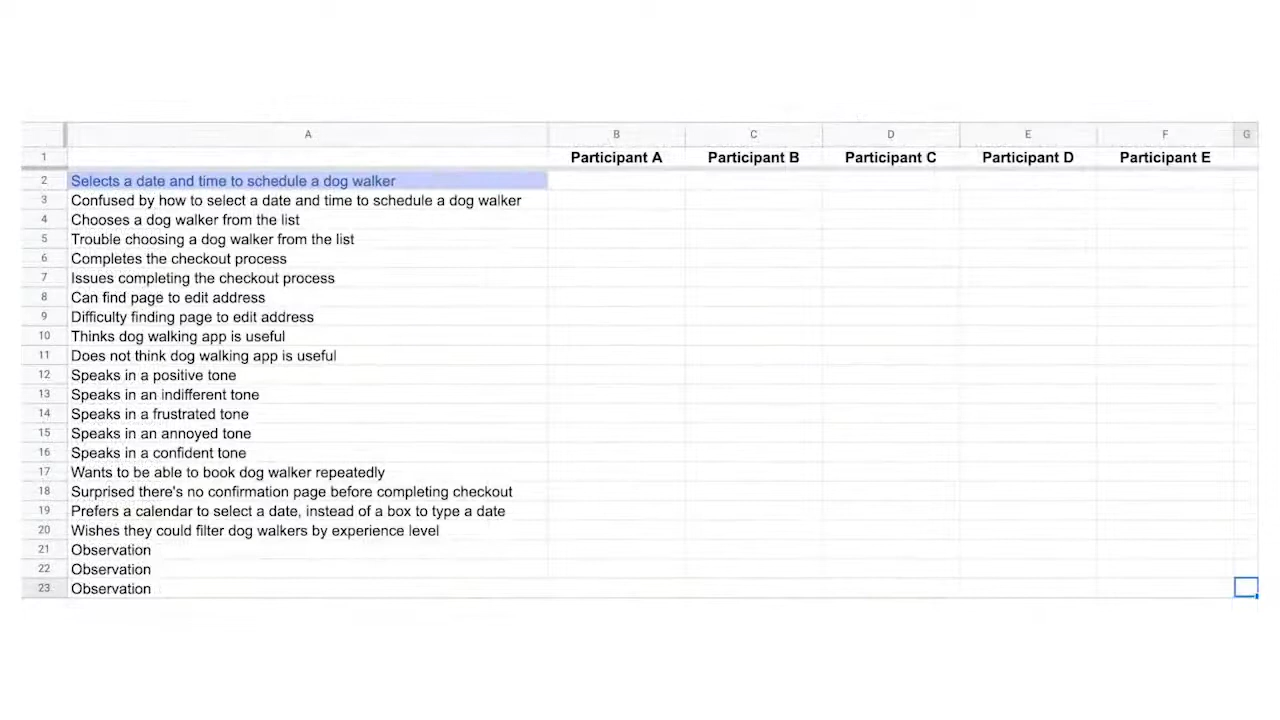 A B C D E F G
1 Participant A Participant B Participant C Participant D Participant E
2 Selects a date and time to schedule a dog walker
3 Confused by how to select a date and time to schedule a dog walker
4 Chooses a dog walker from the list
5 Trouble choosing a dog walker from the list
6 Completes the checkout process
7 Issues completing the checkout process
8 Can find page to edit address
9 Difficulty finding page to edit address
10 Thinks dog walking app is useful
11 Does not think dog walking app is useful
12 Speaks in a positive tone
13 Speaks in an indifferent tone
14 Speaks in a frustrated tone
15 Speaks in an annoyed tone
16 Speaks in a confident tone
17 Wants to be able to book dog walker repeatedly
18 Surprised there's no confirmation page before completing checkout
19 Prefers a calendar to select a date, instead of a box to type a date
20 Wishes they could filter dog walkers by experience level
21 Observation
22 Observation
23 Observation